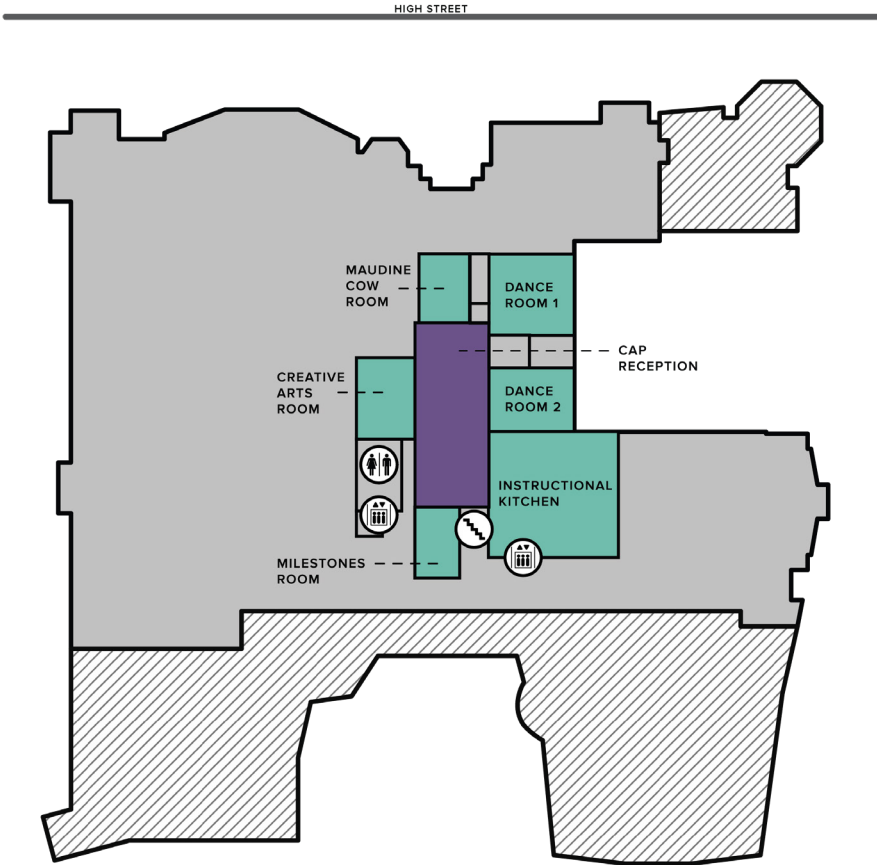 HIGH STREET
MAUDINE
COW
ROOM
DANCE
ROOM 1
CAP
RECEPTION
CREATIVE
ARTS
ROOM
DANCE
ROOM 2
INSTRUCTIONAL
KITCHEN
MILESTONES
ROOM